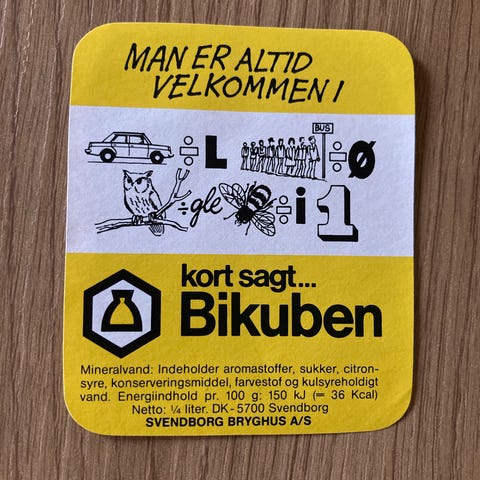 MAN ER ALTID
VELKOMMEN I
BUS
÷L ÷Ø
÷gle ÷i 1
kort sagt...
Bikuben
Mineralvand: Indeholder aromastoffer, sukker, citron-
syre, konserveringsmiddel, farvestof og kulsyreholdigt
vand. Energiindhold pr. 100 g: 150 kJ (= 36 Kcal)
Netto: ¼ liter. DK-5700 Svendborg
SVENDBORG BRYGHUS A/S